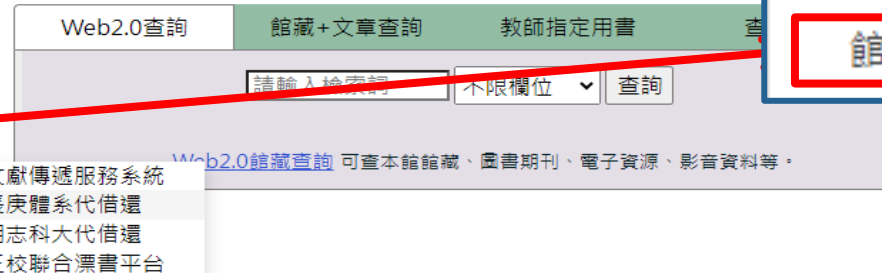 Web2.0查詢 館藏+文章查詢 教師指定用書 查
館
請輸入檢索詞 不限欄位 查詢
Web2.0館藏查詢 可查本館館藏、圖書期刊、電子資源、影音資料等。
文獻傳遞服務系統
長庚體系代借還
明志科大代借還
校聯合漂書平台